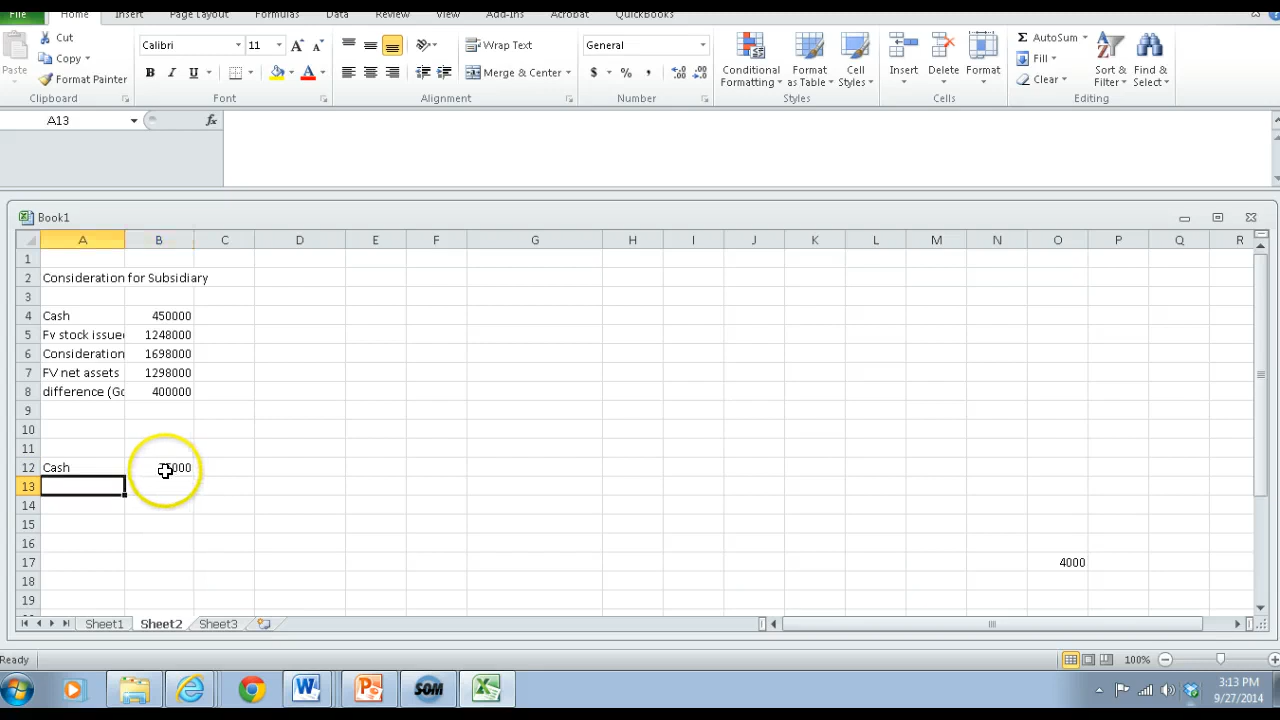 File Home Insert Page Layout Formulas Data Review View Add-Ins Acrobat QuickBooks
Cut Calibri 11 Wrap Text General AutoSum
Copy Fill
Paste Format Painter Merge & Center Conditional Formatting Format as Table Cell Styles Insert Delete Format Clear Sort & Filter Find & Select
Clipboard Font Alignment Number Styles Cells Editing
A13 fx
Book1
A B C D E F G H I J K L M N O P Q R
1
2 Consideration for Subsidiary
3
4 Cash 450000
5 Fv stock issued 1248000
6 Consideration 1698000
7 FV net assets 1298000
8 difference (Go 400000
9
10
11
12 Cash
13
14
15
16
17 4000
18
19
Sheet1 Sheet2 Sheet3
Ready 100%
W P SOM
3:13 PM
9/27/2014